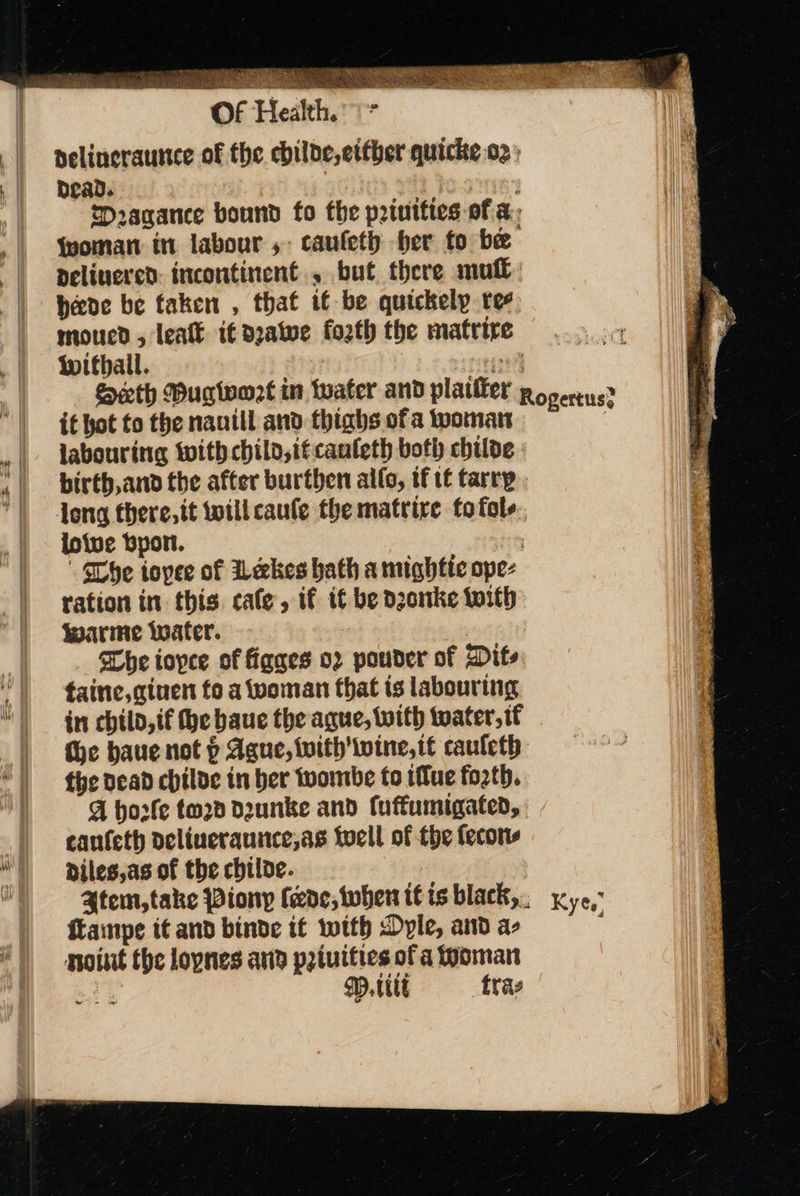 Of Health.
deliueraunce of the childe,either quicke or
dead.
Dragance bound to the priuities of a
woman in labour , causeth her to bee
deliuered incontinent , but there must
heede be taken , that it be quickely re-
moued , least it drawe forth the matrixe
withall.
Seeth Mugwoort in water and plaister Rogertus.
it hot to the nauill and thighs of a woman
labouring with child,it causeth both childe
birth,and the after burthen also, if it tarry
long there,it will cause the matrixe to fol-
lowe vpon.
The ioyce of Leekes hath a mightie ope-
ration in this case , if it be dronke with
warme water.
The ioyce of figges or pouder of Dit-
taine,giuen to a woman that is labouring
in child,if she haue the ague,with water,if
she haue not þͤ Ague,with wine,it causeth
the dead childe in her wombe to issue forth.
A horse toord drunke and suffumigated,
causeth deliueraunce,as well of the secon-
diles,as of the childe.
Item,take Piony seede,when it is black, Kye.
stampe it and binde it with Oyle, and a-
noint the loynes and priuities of a woman
M.iiii tra-